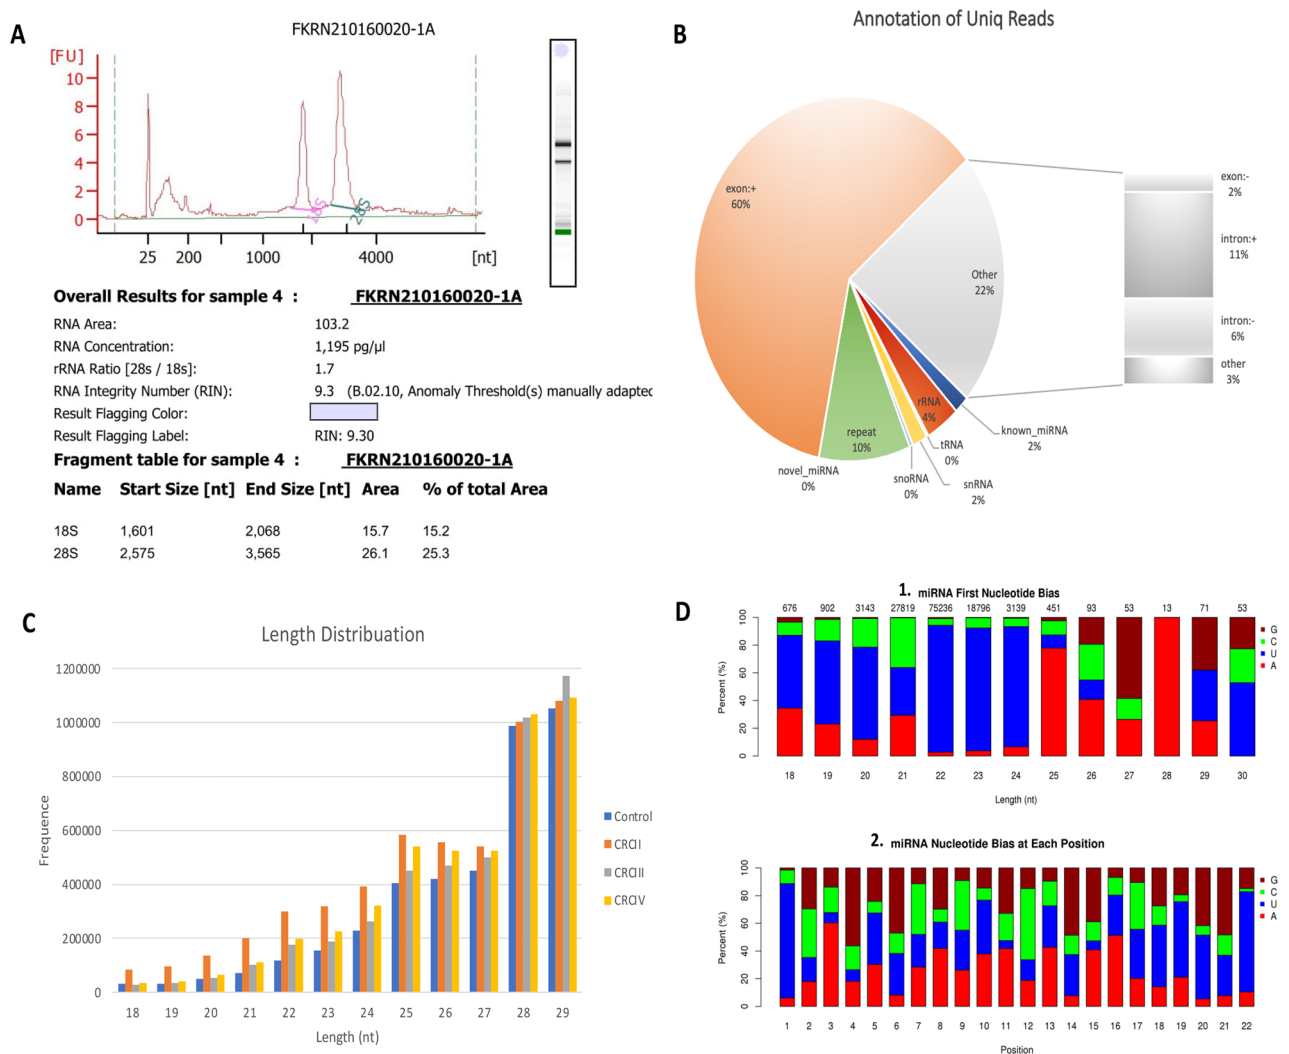 A
FKRN210160020-1A
[FU]
10
8
6
4
2
0
25 200 1000 4000 [nt]
Overall Results for sample 4 : FKRN210160020-1A
RNA Area: 103.2
RNA Concentration: 1,195 pg/µl
rRNA Ratio [28s / 18s]: 1.7
RNA Integrity Number (RIN): 9.3 (B.02.10, Anomaly Threshold(s) manually adapted
Result Flagging Color:
Result Flagging Label: RIN: 9.30
Fragment table for sample 4 : FKRN210160020-1A
Name Start Size [nt] End Size [nt] Area % of total Area
18S 1,601 2,068 15.7 15.2
28S 2,575 3,565 26.1 25.3
B
Annotation of Uniq Reads
exon:+
60%
Other
22%
exon:-
2%
intron:+
11%
intron:-
6%
other
3%
known_miRNA
2%
rRNA
4%
tRNA
0%
snRNA
2%
snoRNA
0%
repeat
10%
novel_miRNA
0%
C
Length Distribuation
Frequence
1200000
1000000
800000
600000
400000
200000
0
18 19 20 21 22 23 24 25 26 27 28 29
Length (nt)
Control
CRCII
CRCIII
CRCIV
D
1. miRNA First Nucleotide Bias
676 902 3143 27819 75236 18796 3139 451 93 53 13 71 53
Percent (%)
100
80
60
40
20
0
18 19 20 21 22 23 24 25 26 27 28 29 30
Length (nt)
G
C
U
A
2. miRNA Nucleotide Bias at Each Position
Percent (%)
100
80
60
40
20
0
1 2 3 4 5 6 7 8 9 10 11 12 13 14 15 16 17 18 19 20 21 22
Position
G
C
U
A